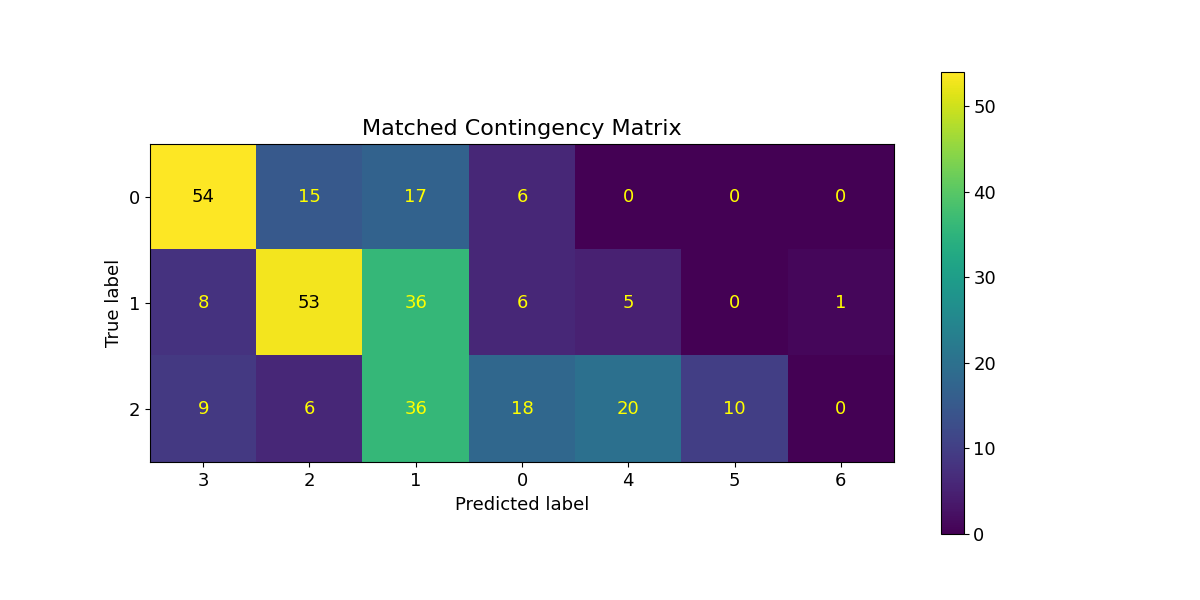 Matched Contingency Matrix
50
40
30
20
10
0
True label
0
54 15 17 6 0 0 0
1
8 53 36 6 5 0 1
2
9 6 36 18 20 10 0
3 2 1 0 4 5 6
Predicted label